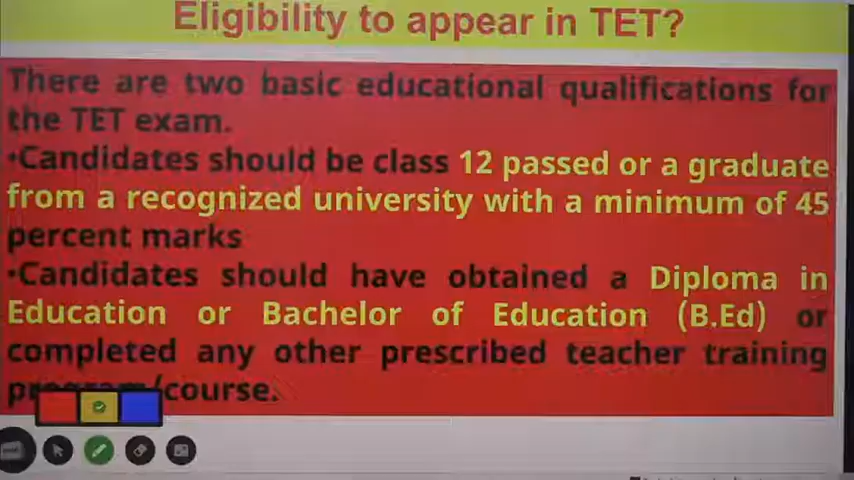 Eligibility to appear in TET?
There are two basic educational qualifications for
the TET exam.
•Candidates should be class 12 passed or a graduate
from a recognized university with a minimum of 45
percent marks
•Candidates should have obtained a Diploma in
Education or Bachelor of Education (B.Ed) or
completed any other prescribed teacher training
program/course.